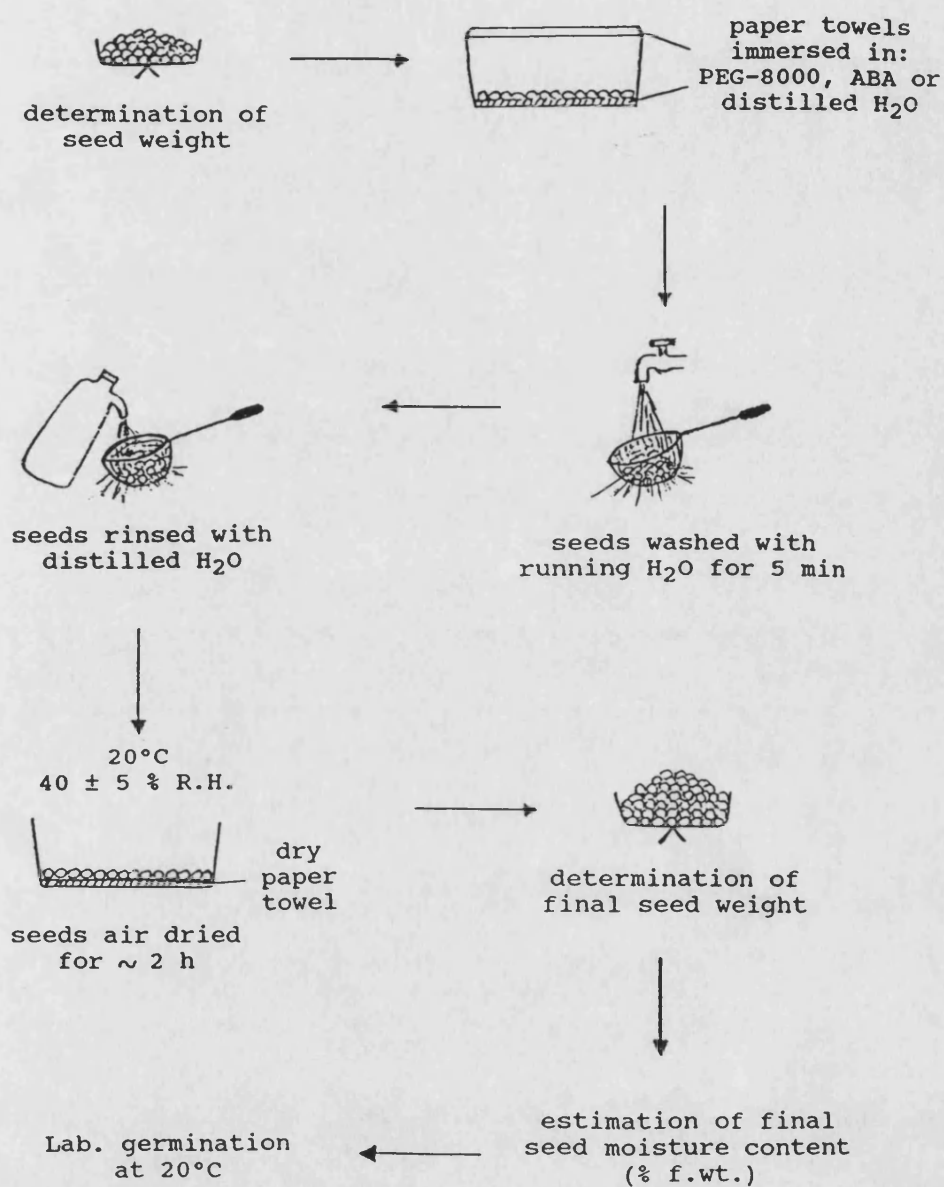 determination of
seed weight
paper towels
immersed in:
PEG-8000, ABA or
distilled H₂O
seeds washed with
running H₂O for 5 min
seeds rinsed with
distilled H₂O
20°C
40 ± 5 % R.H.
dry
paper
towel
seeds air dried
for ~ 2 h
determination of
final seed weight
estimation of final
seed moisture content
(% f.wt.)
Lab. germination
at 20°C